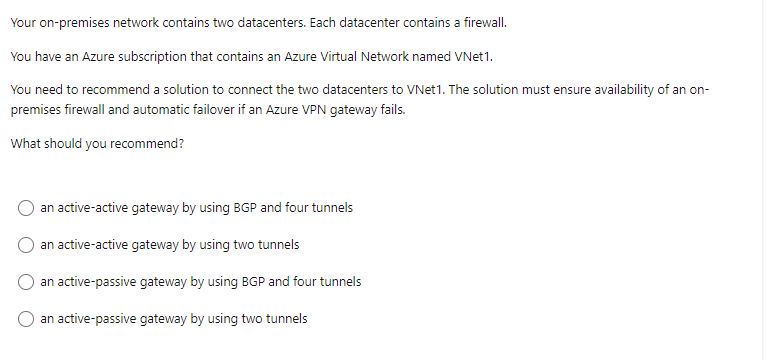 Your on-premises network contains two datacenters. Each datacenter contains a firewall.
You have an Azure subscription that contains an Azure Virtual Network named VNet1.
You need to recommend a solution to connect the two datacenters to VNet1. The solution must ensure availability of an on-
premises firewall and automatic failover if an Azure VPN gateway fails.
What should you recommend?
an active-active gateway by using BGP and four tunnels
an active-active gateway by using two tunnels
an active-passive gateway by using BGP and four tunnels
an active-passive gateway by using two tunnels